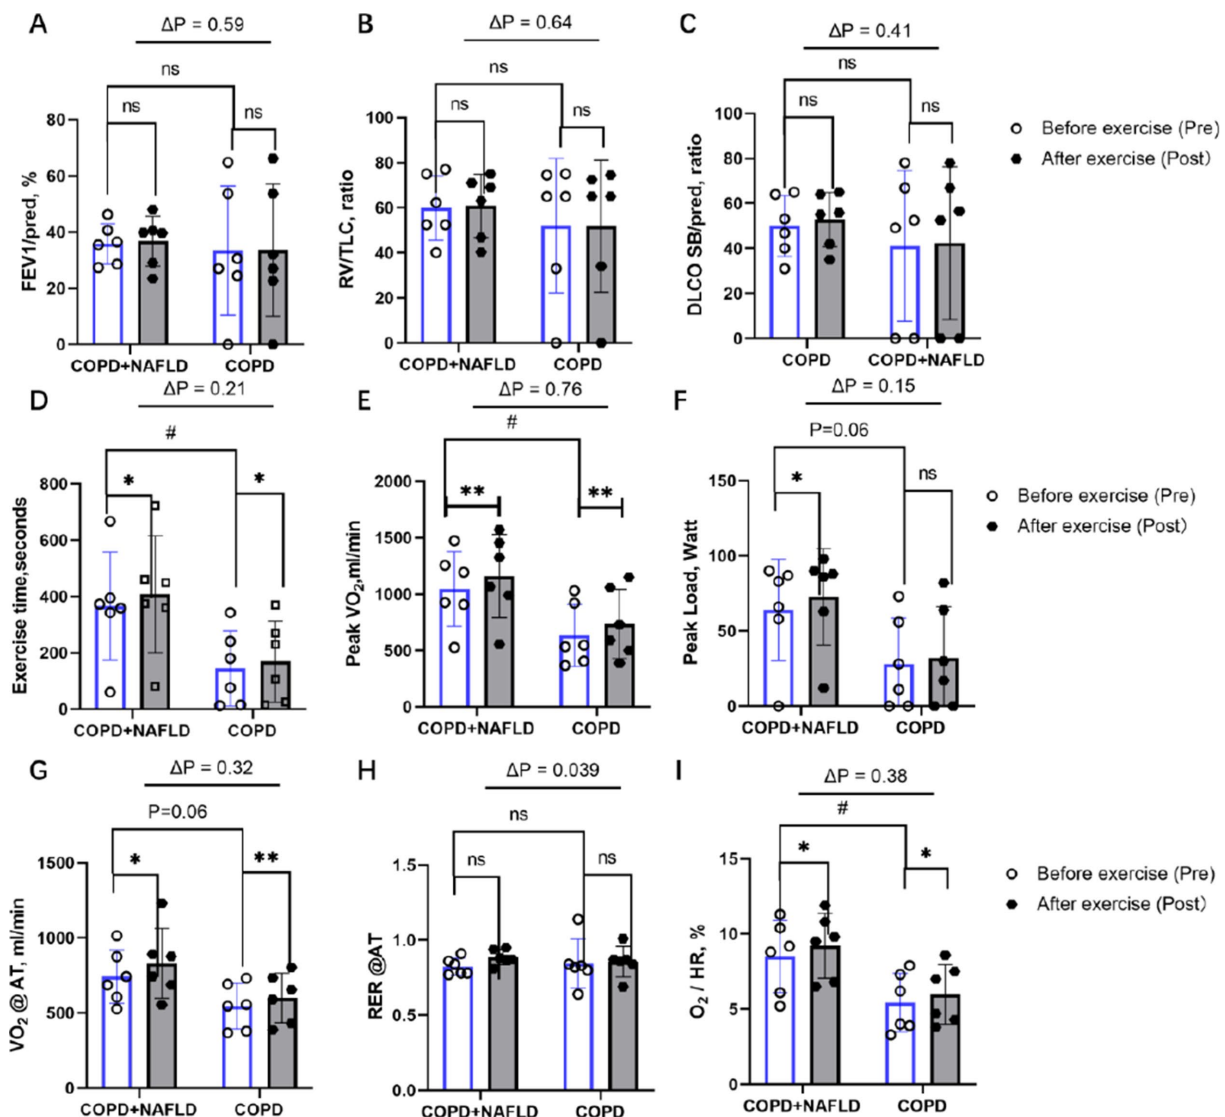 A
ΔP = 0.59
ns
ns
ns
FEV1/pred, %
80
60
40
20
0
COPD+NAFLD
COPD
B
ΔP = 0.64
ns
ns
ns
RV/TLC, ratio
100
80
60
40
20
0
COPD+NAFLD
COPD
C
ΔP = 0.41
ns
ns
ns
DLCO SB/pred, ratio
100
80
60
40
20
0
COPD
COPD+NAFLD
Before exercise (Pre)
After exercise (Post)
D
ΔP = 0.21
#
*
*
Exercise time,seconds
800
600
400
200
0
COPD+NAFLD
COPD
E
ΔP = 0.76
#
**
**
Peak VO2,ml/min
2000
1500
1000
500
0
COPD+NAFLD
COPD
F
ΔP = 0.15
P=0.06
*
ns
Peak Load, Watt
150
100
50
0
COPD+NAFLD
COPD
Before exercise (Pre)
After exercise (Post)
G
ΔP = 0.32
P=0.06
*
**
VO2 @ AT, ml/min
1500
1000
500
0
COPD+NAFLD
COPD
H
ΔP = 0.039
ns
ns
ns
RER @AT
1.5
1.0
0.5
0.0
COPD+NAFLD
COPD
I
ΔP = 0.38
#
*
*
O2 / HR, %
15
10
5
0
COPD+NAFLD
COPD
Before exercise (Pre)
After exercise (Post)